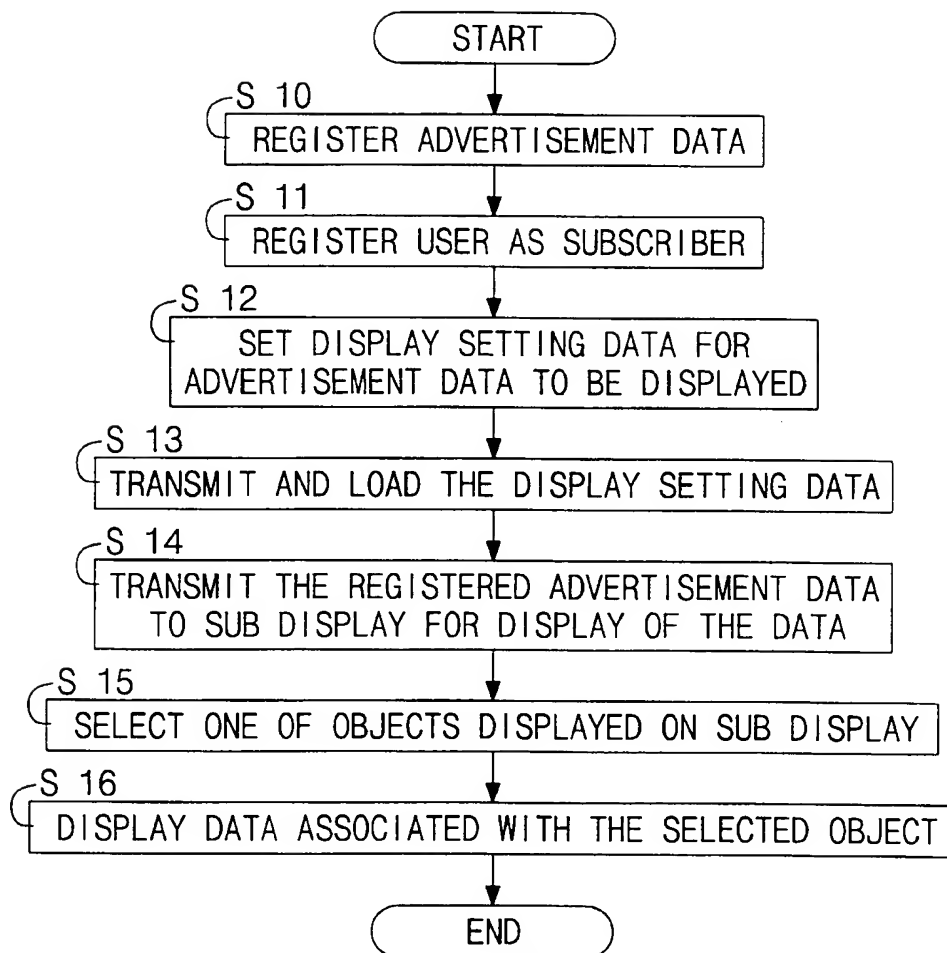 START
S 10
REGISTER ADVERTISEMENT DATA
S 11
REGISTER USER AS SUBSCRIBER
S 12
SET DISPLAY SETTING DATA FOR
ADVERTISEMENT DATA TO BE DISPLAYED
S 13
TRANSMIT AND LOAD THE DISPLAY SETTING DATA
S 14
TRANSMIT THE REGISTERED ADVERTISEMENT DATA
TO SUB DISPLAY FOR DISPLAY OF THE DATA
S 15
SELECT ONE OF OBJECTS DISPLAYED ON SUB DISPLAY
S 16
DISPLAY DATA ASSOCIATED WITH THE SELECTED OBJECT
END